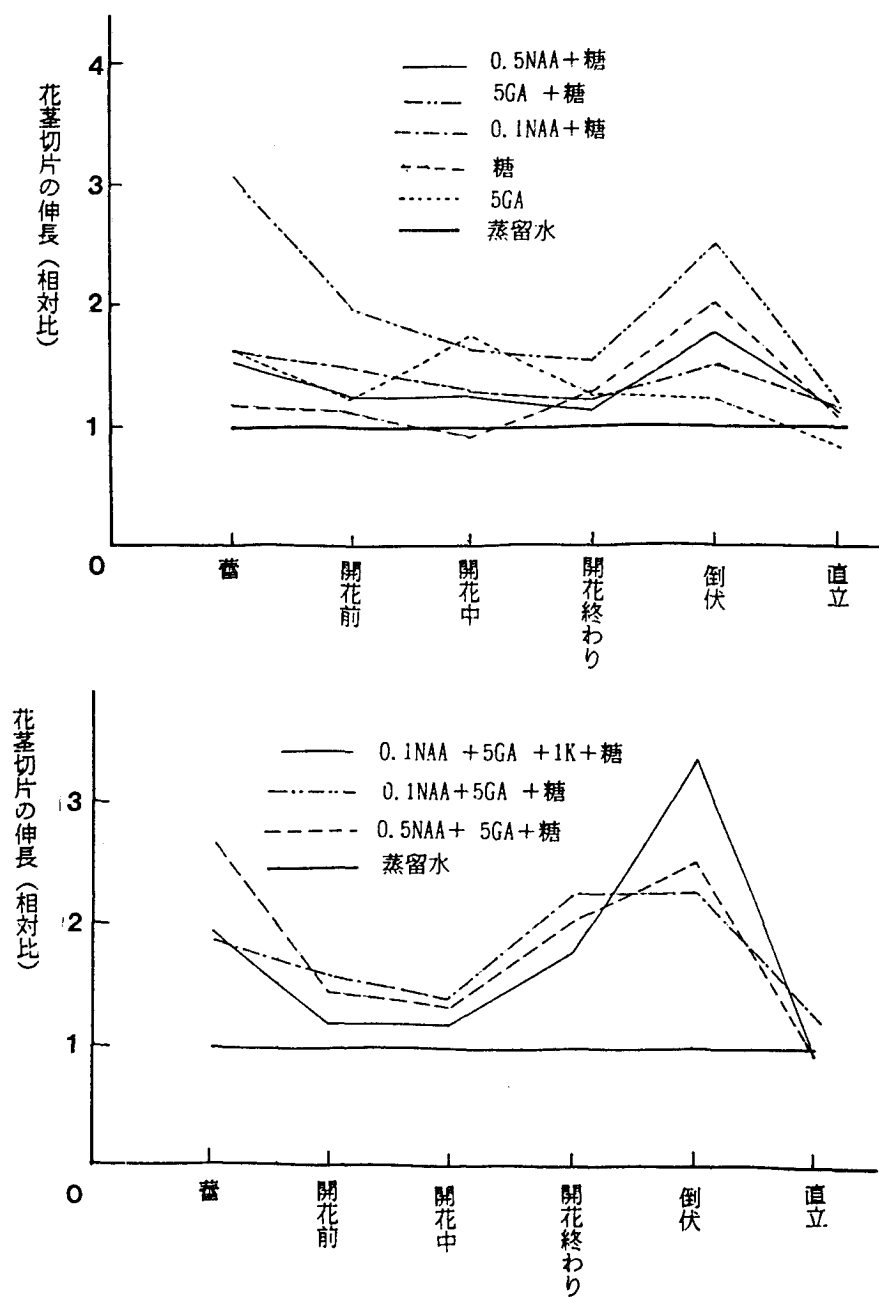 花茎切片の伸長（相対比）
4
3
2
1
0
0.5NAA＋糖
5GA ＋糖
0.1NAA＋糖
糖
5GA
蒸留水
蕾
開花前
開花中
開花終わり
倒伏
直立
花茎切片の伸長（相対比）
3
2
1
0
0.1NAA ＋5GA ＋1K＋糖
0.1NAA＋5GA ＋糖
0.5NAA＋ 5GA＋糖
蒸留水
蕾
開花前
開花中
開花終わり
倒伏
直立